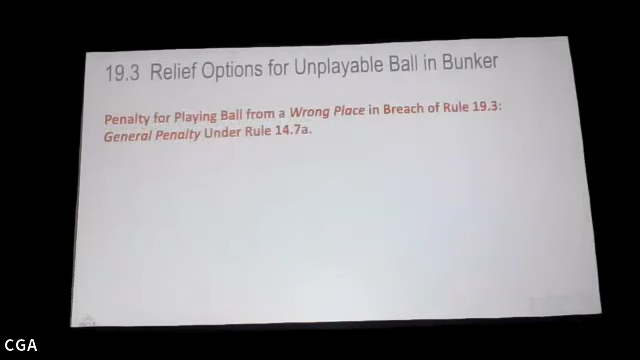 19.3 Relief Options for Unplayable Ball in Bunker
Penalty for Playing Ball from a Wrong Place in Breach of Rule 19.3:
General Penalty Under Rule 14.7a.
CGA